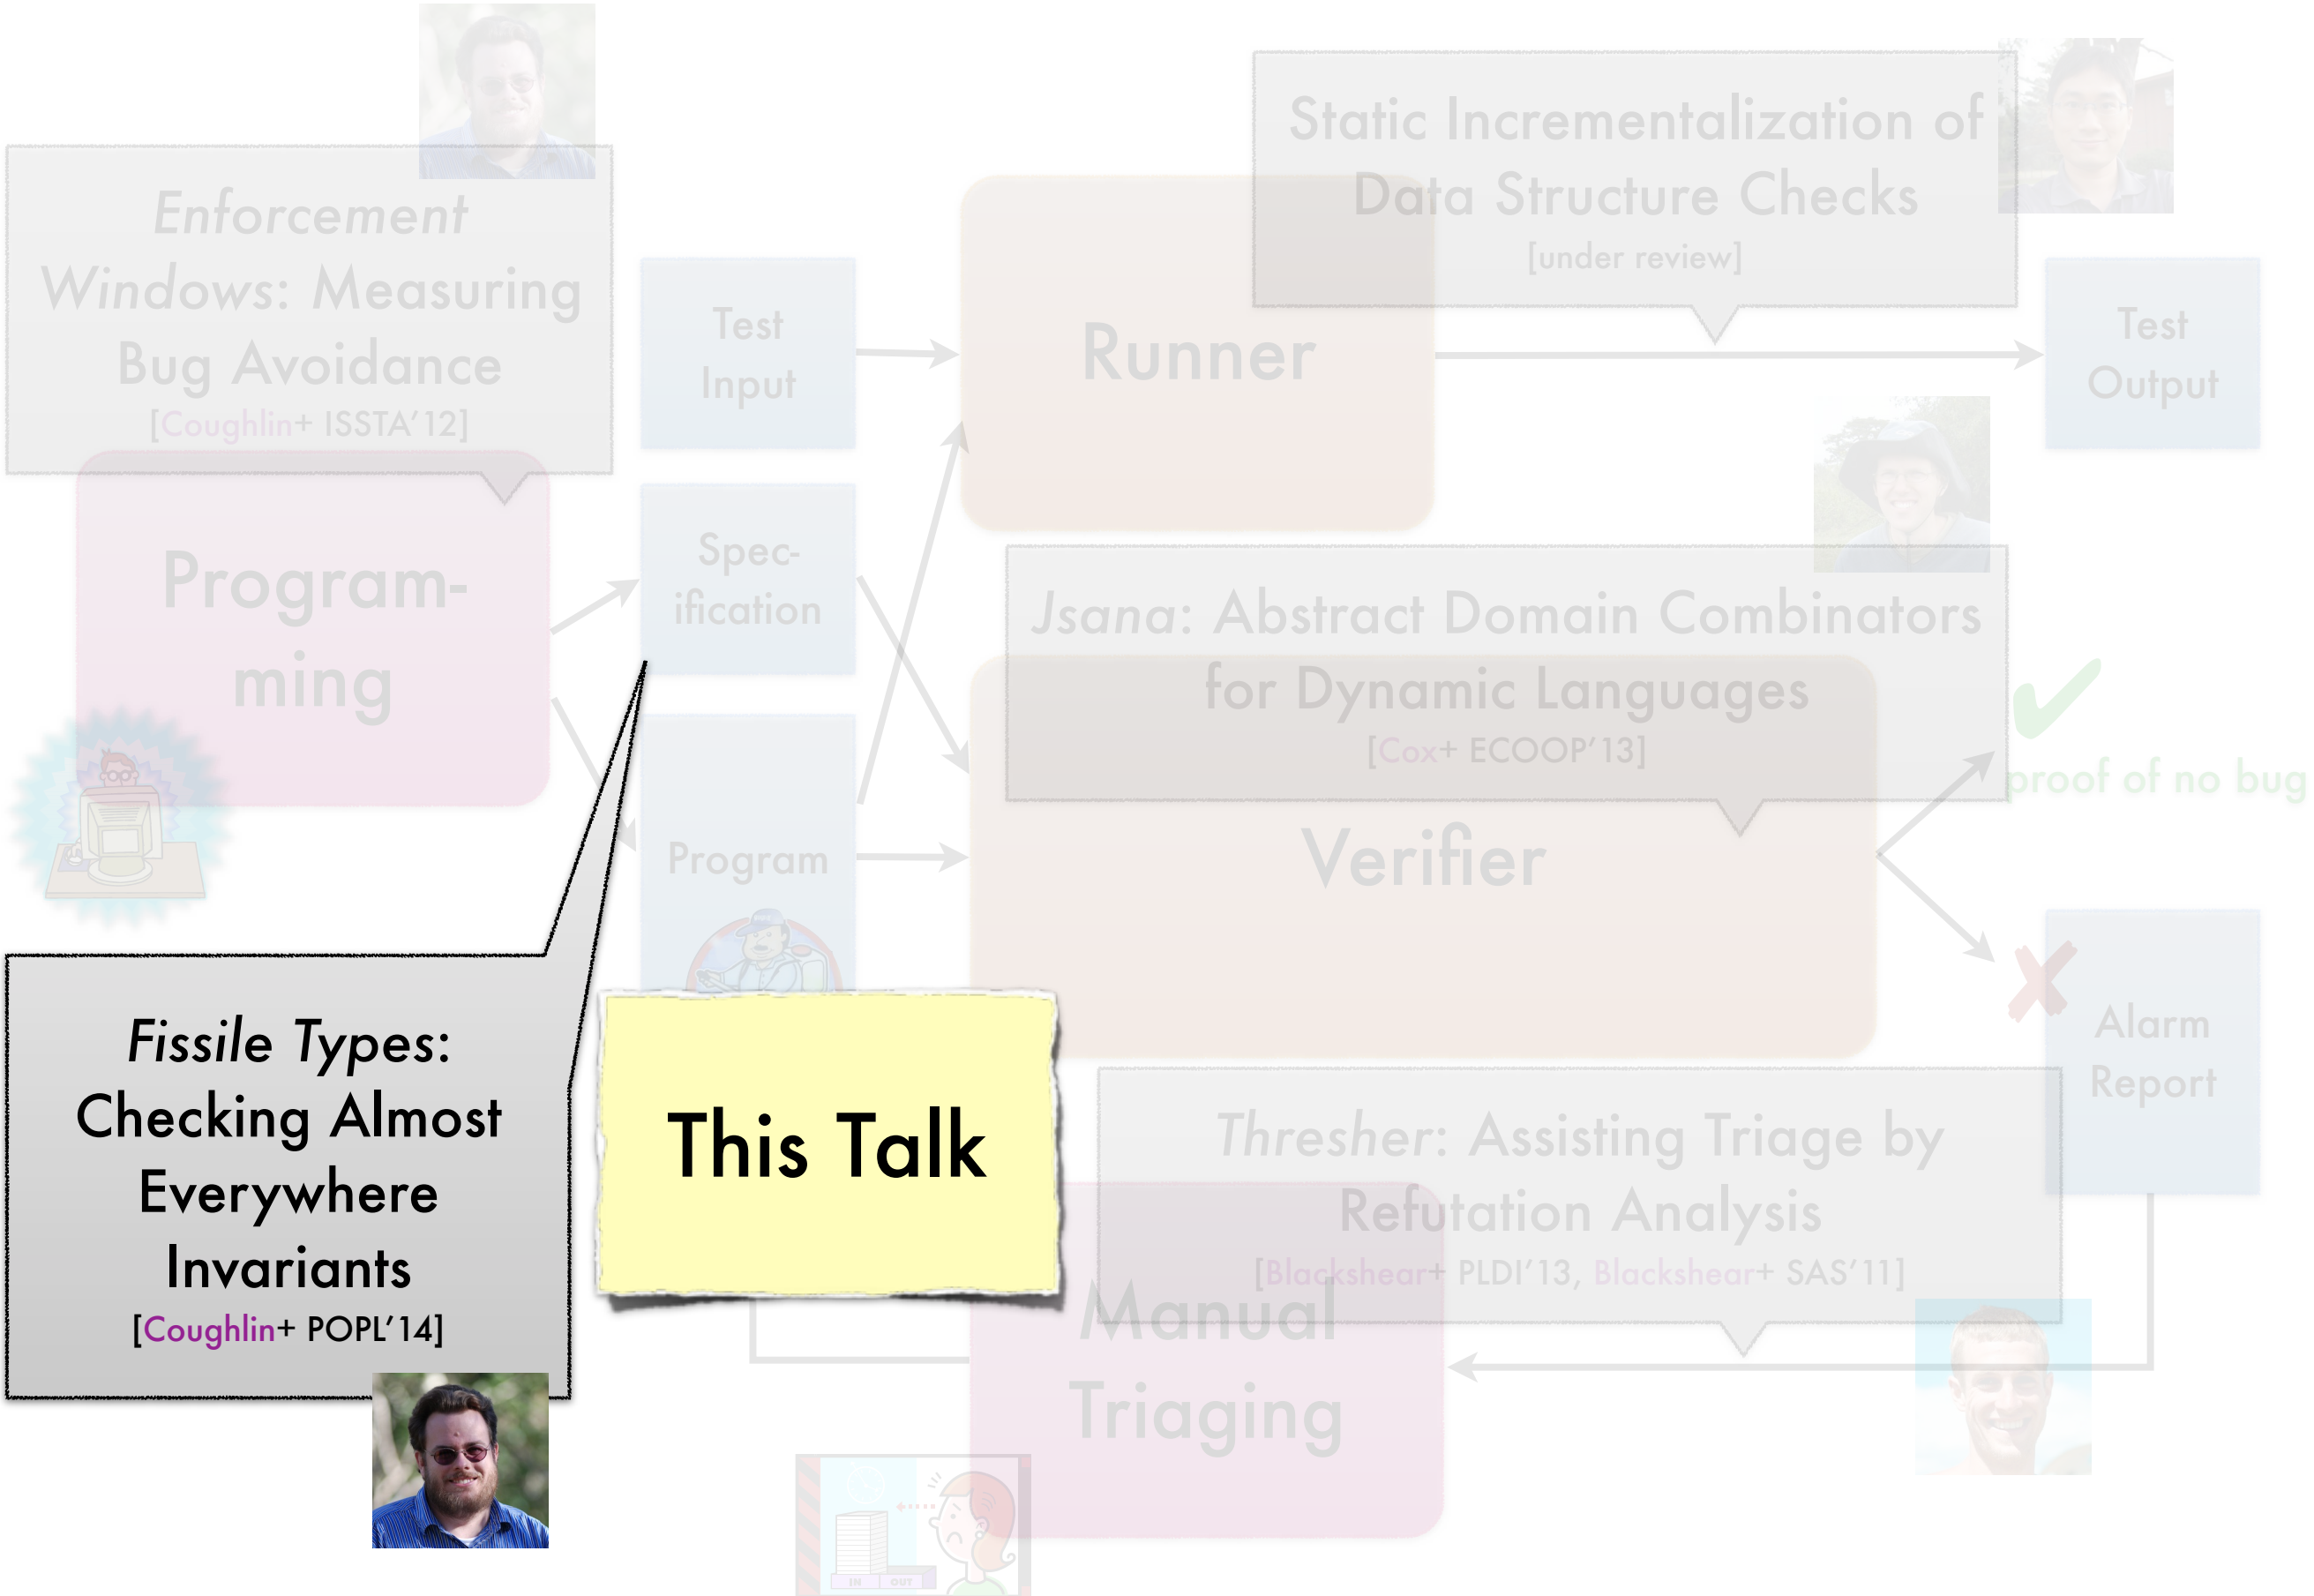 Enforcement
Windows: Measuring
Bug Avoidance
[Coughlin+ ISSTA’12]
Static Incrementalization of
Data Structure Checks
[under review]
Test
Input
Runner
Test
Output
Program-
ming
Spec-
ification
Jsana: Abstract Domain Combinators
for Dynamic Languages
[Cox+ ECOOP’13]
proof of no bug
Program
Verifier
Alarm
Report
Fissile Types:
Checking Almost
Everywhere
Invariants
[Coughlin+ POPL’14]
This Talk
Thresher: Assisting Triage by
Refutation Analysis
[Blackshear+ PLDI’13, Blackshear+ SAS’11]
Manual
Triaging
IN OUT